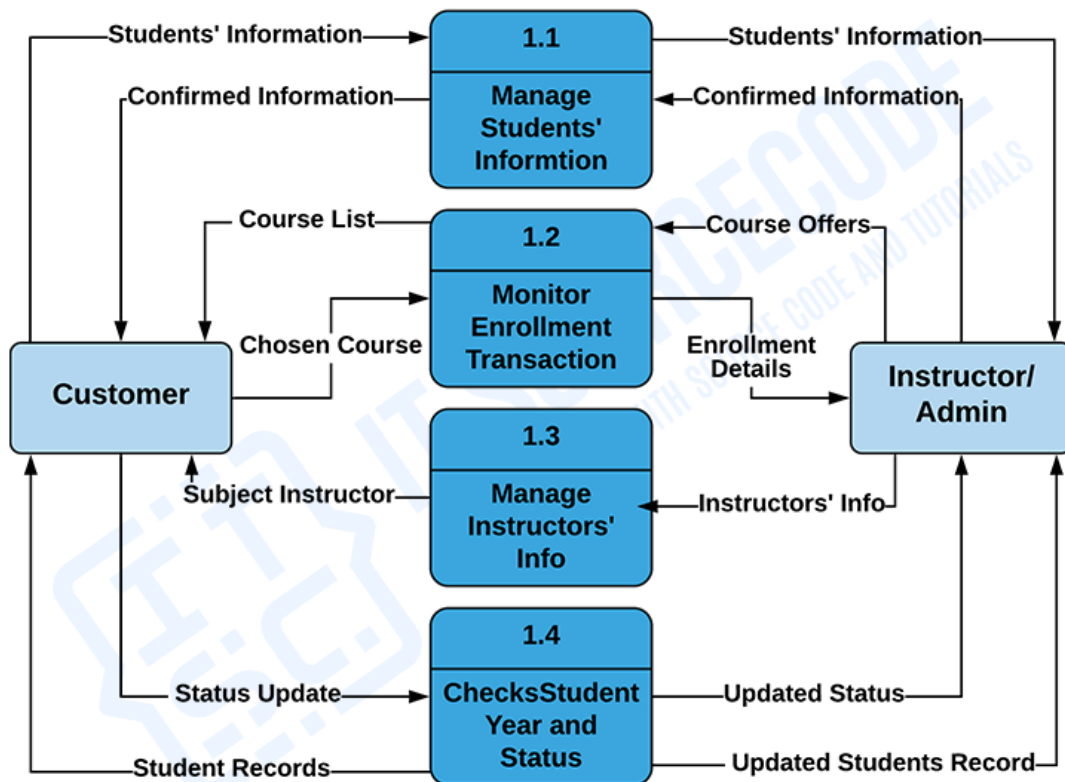 Students' Information
1.1
Students' Information
Confirmed Information
Manage
Students'
Informtion
Confirmed Information
Course List
1.2
Course Offers
Monitor
Enrollment
Transaction
Chosen Course
Enrollment
Details
Customer
Instructor/
Admin
1.3
Subject Instructor
Manage
Instructors'
Info
Instructors' Info
1.4
Status Update
ChecksStudent
Year and
Status
Updated Status
Student Records
Updated Students Record